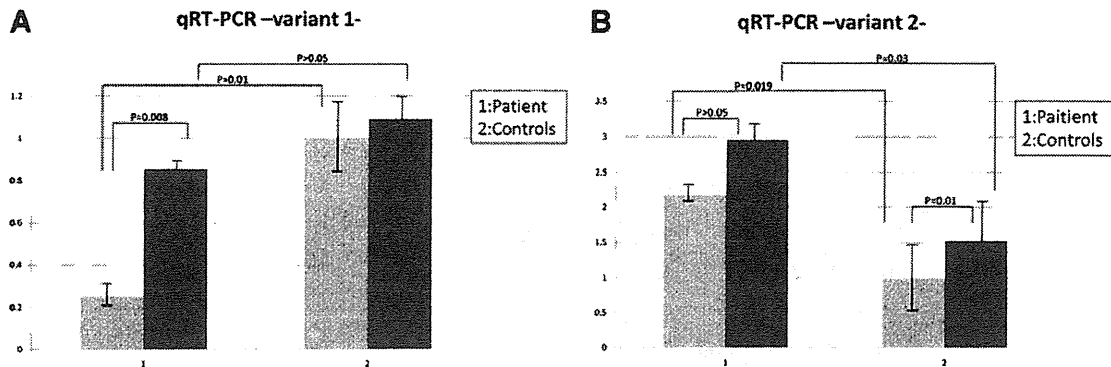 A
qRT-PCR –variant 1-
P>0.05
P=0.01
P=0.008
1.2
1
0.8
0.6
0.4
0.2
0
1
2
1:Patient
2:Controls
B
qRT-PCR –variant 2-
P=0.03
P=0.019
P>0.05
P=0.01
3.5
3
2.5
2
1.5
1
0.5
0
1
2
1:Paitient
2:Controls